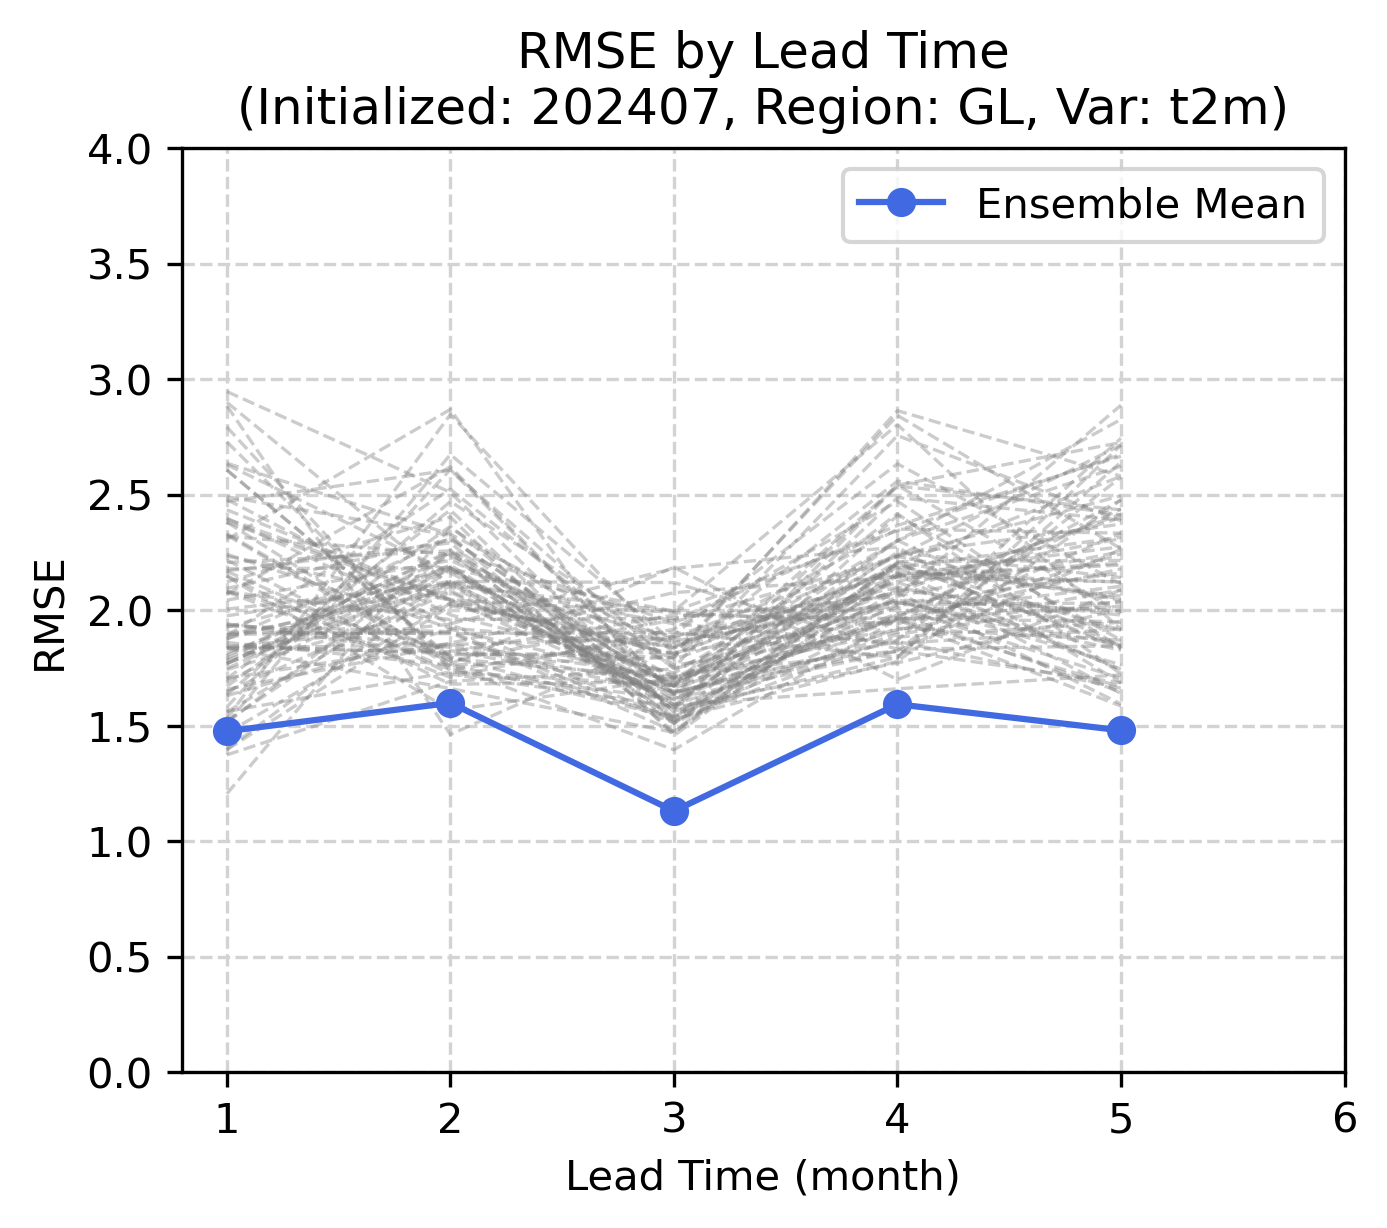 RMSE by Lead Time
(Initialized: 202407, Region: GL, Var: t2m)
Ensemble Mean
RMSE
4.0
3.5
3.0
2.5
2.0
1.5
1.0
0.5
0.0
1 2 3 4 5 6
Lead Time (month)